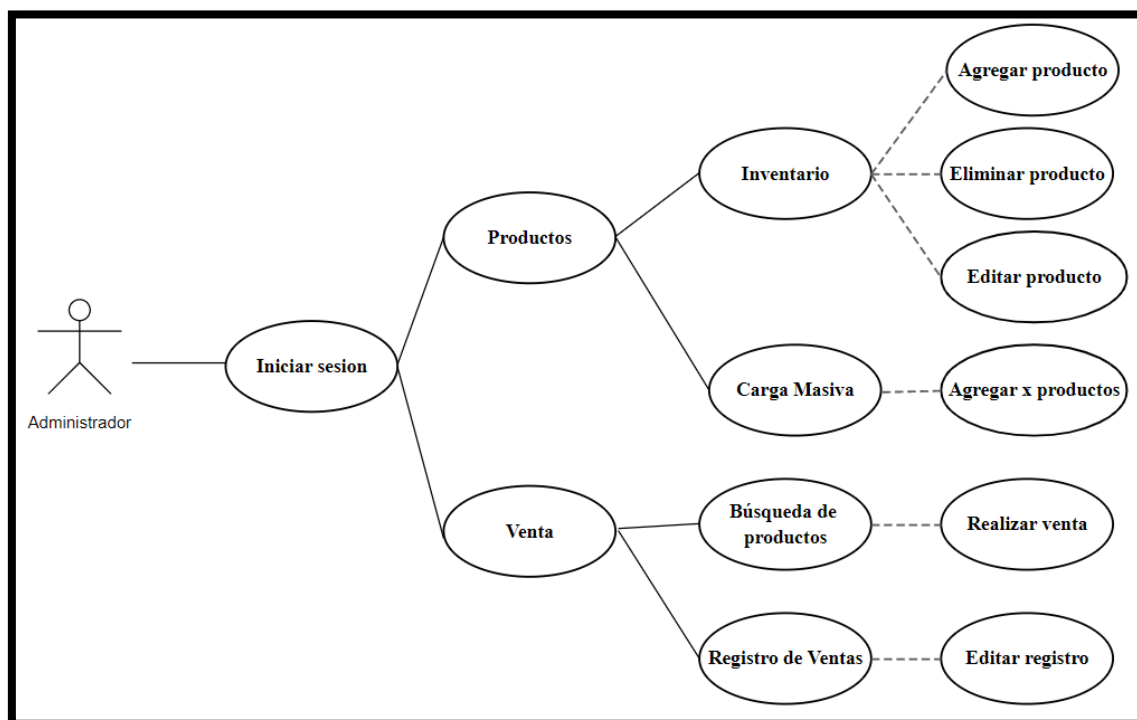 Agregar producto
Inventario
Eliminar producto
Productos
Editar producto
Iniciar sesion
Administrador
Carga Masiva
Agregar x productos
Venta
Búsqueda de
productos
Realizar venta
Registro de Ventas
Editar registro